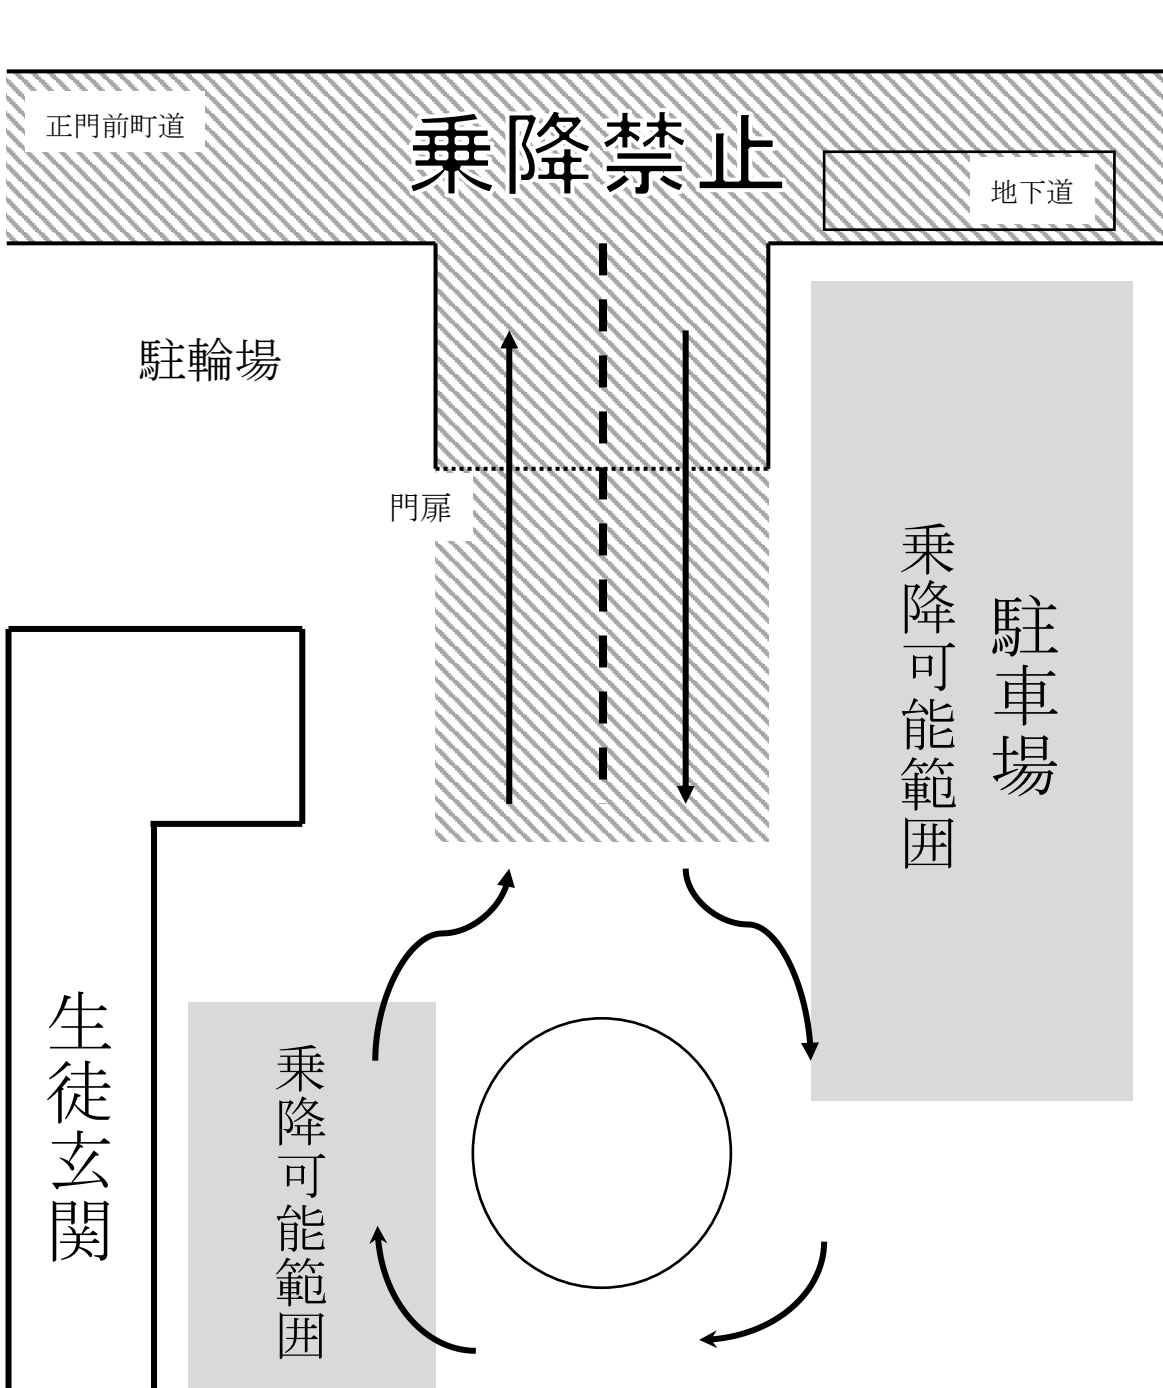 正門前町道
乗降禁止
地下道
駐輪場
門扉
駐車場
乗降可能範囲
生徒玄関
乗降可能範囲